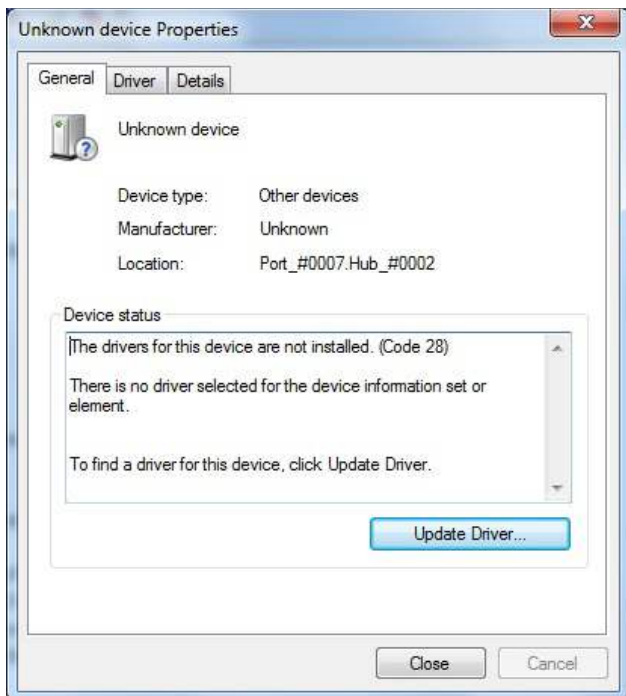 Unknown device Properties
General Driver Details
Unknown device
Device type: Other devices
Manufacturer: Unknown
Location: Port_#0007.Hub_#0002
Device status
The drivers for this device are not installed. (Code 28)
There is no driver selected for the device information set or
element.
To find a driver for this device, click Update Driver.
Update Driver...
Close Cancel